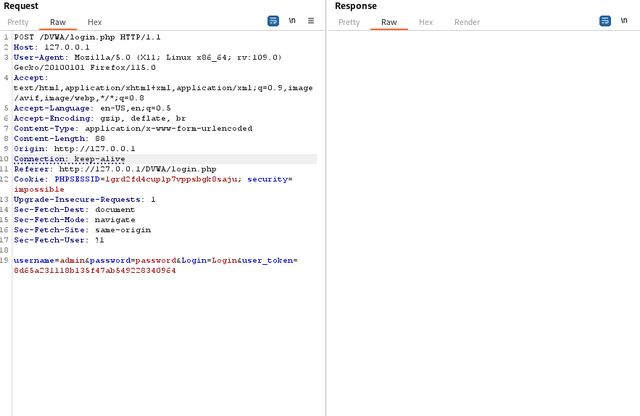 Request
Response
Pretty Raw Hex \n
Pretty Raw Hex Render \n
1 POST /DVWA/login.php HTTP/1.1
2 Host: 127.0.0.1
3 User-Agent: Mozilla/5.0 (X11; Linux x86_64; rv:109.0)
Gecko/20100101 Firefox/115.0
4 Accept:
text/html,application/xhtml+xml,application/xml;q=0.9,image
/avif,image/webp,*/*;q=0.8
5 Accept-Language: en-US,en;q=0.5
6 Accept-Encoding: gzip, deflate, br
7 Content-Type: application/x-www-form-urlencoded
8 Content-Length: 88
9 Origin: http://127.0.0.1
10 Connection: keep-alive
11 Referer: http://127.0.0.1/DVWA/login.php
12 Cookie: PHPSESSID=lgrd2fd4cuplp7vppsbgk8saju; security=
impossible
13 Upgrade-Insecure-Requests: 1
14 Sec-Fetch-Dest: document
15 Sec-Fetch-Mode: navigate
16 Sec-Fetch-Site: same-origin
17 Sec-Fetch-User: ?1
18
19 username=admin&password=password&Login=Login&user_token=
8d65a231118b135f47ab549228340964